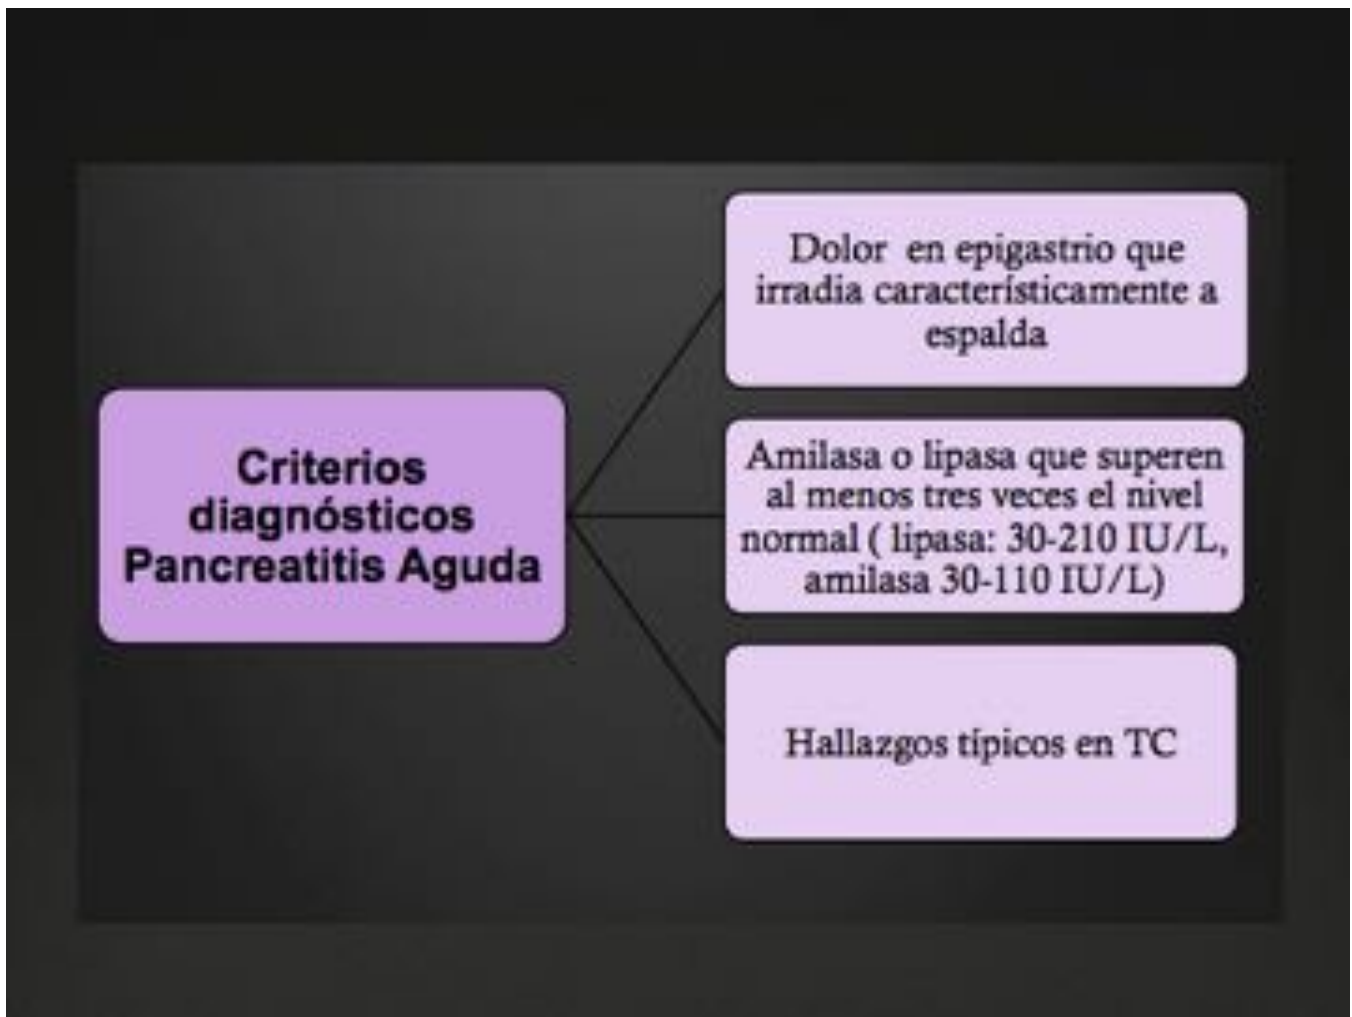 Criterios
diagnósticos
Pancreatitis Aguda
Dolor en epigastrio que
irradia característicamente a
espalda
Amilasa o lipasa que superen
al menos tres veces el nivel
normal ( lipasa: 30-210 IU/L,
amilasa 30-110 IU/L)
Hallazgos típicos en TC